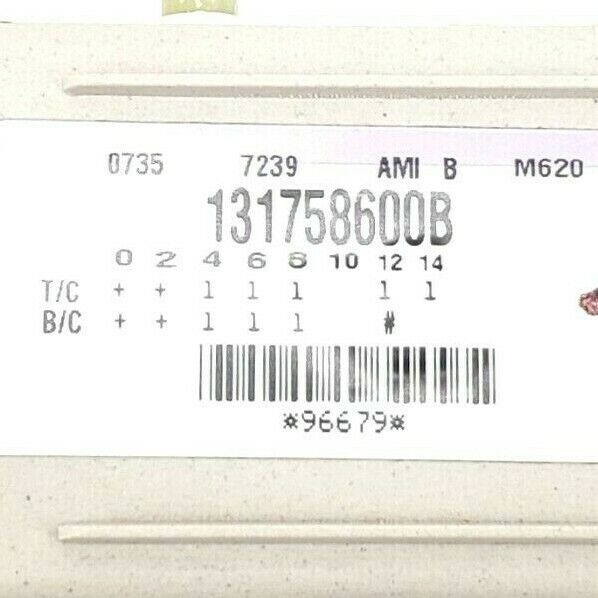 0735 7239 AMI B M620
131758600B
0 2 4 6 8 10 12 14
T/C + + 1 1 1 1 1
B/C + + 1 1 1 #
*96679*